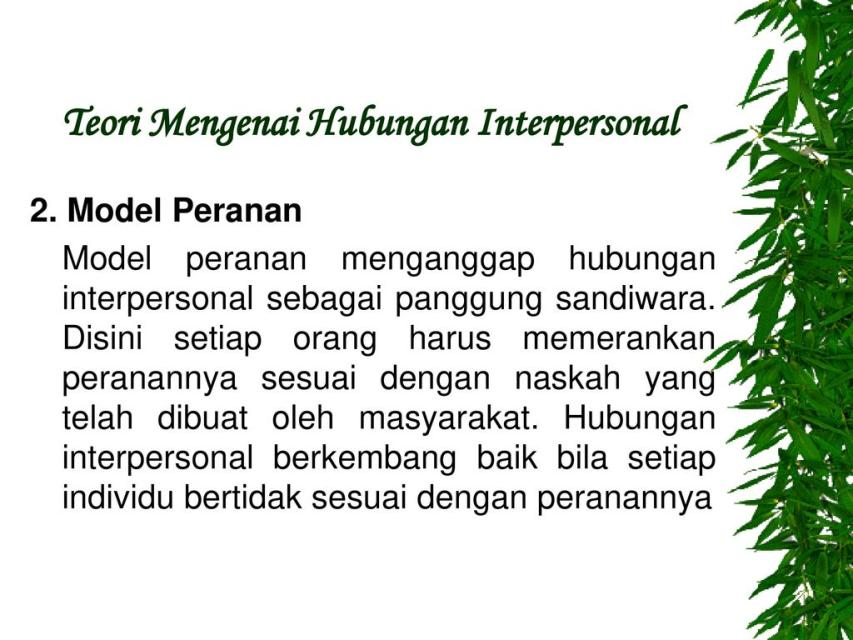 Teori Mengenai Hubungan Interpersonal
2. Model Peranan
Model peranan menganggap hubungan
interpersonal sebagai panggung sandiwara.
Disini setiap orang harus memerankan
peranannya sesuai dengan naskah yang
telah dibuat oleh masyarakat. Hubungan
interpersonal berkembang baik bila setiap
individu bertidak sesuai dengan peranannya